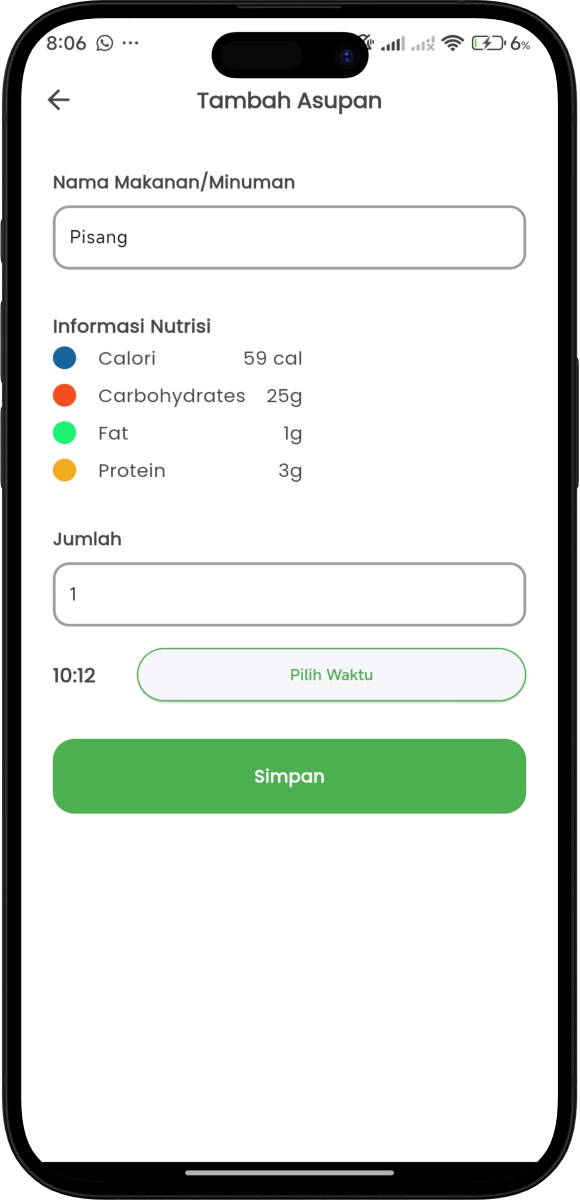 8:06 ... 6%
Tambah Asupan
Nama Makanan/Minuman
Pisang
Informasi Nutrisi
Calori 59 cal
Carbohydrates 25g
Fat 1g
Protein 3g
Jumlah
1
10:12 Pilih Waktu
Simpan